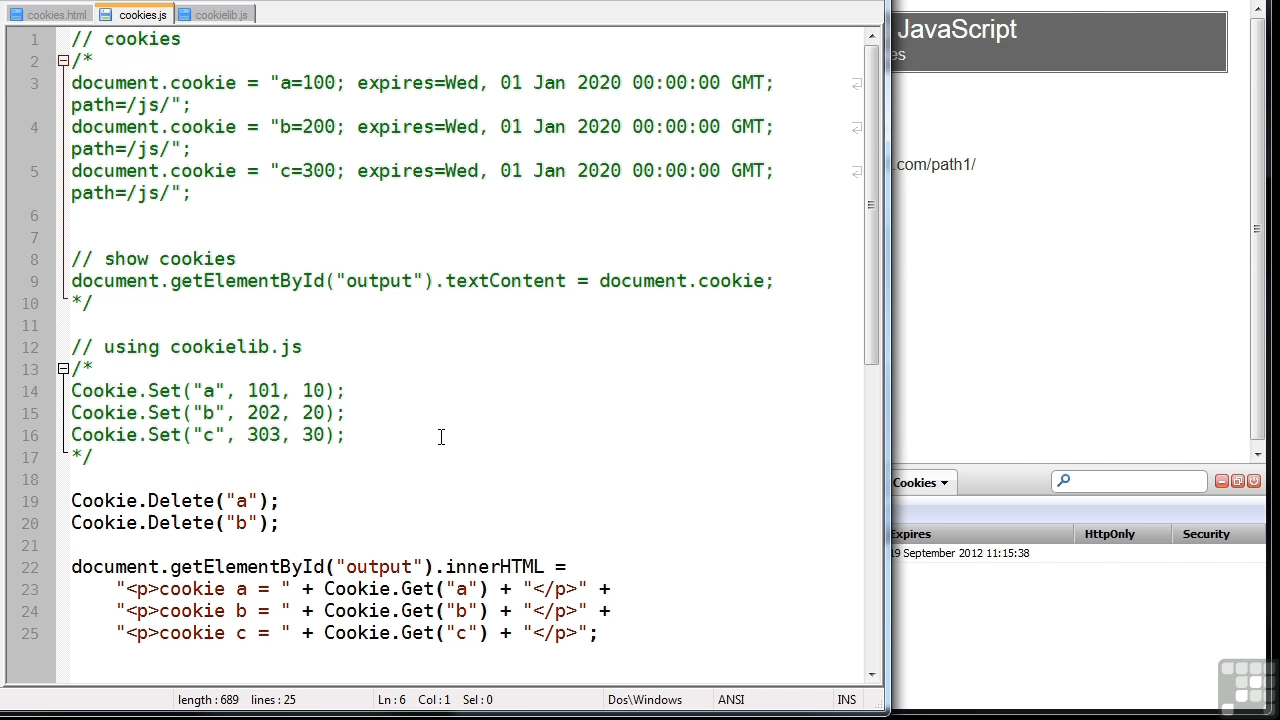 cookies.html cookies.js cookielib.js
1 // cookies
2 /*
3 document.cookie = "a=100; expires=Wed, 01 Jan 2020 00:00:00 GMT;
path=/js/";
4 document.cookie = "b=200; expires=Wed, 01 Jan 2020 00:00:00 GMT;
path=/js/";
5 document.cookie = "c=300; expires=Wed, 01 Jan 2020 00:00:00 GMT;
path=/js/";
6
7
8 // show cookies
9 document.getElementById("output").textContent = document.cookie;
10 */
11
12 // using cookielib.js
13 /*
14 Cookie.Set("a", 101, 10);
15 Cookie.Set("b", 202, 20);
16 Cookie.Set("c", 303, 30);
17 */
18
19 Cookie.Delete("a");
20 Cookie.Delete("b");
21
22 document.getElementById("output").innerHTML =
23 "<p>cookie a = " + Cookie.Get("a") + "</p>" +
24 "<p>cookie b = " + Cookie.Get("b") + "</p>" +
25 "<p>cookie c = " + Cookie.Get("c") + "</p>";
length:689 lines:25 Ln:6 Col:1 Sel:0 Dos\Windows ANSI INS
JavaScript
es
.com/path1/
Cookies
Expires HttpOnly Security
19 September 2012 11:15:38